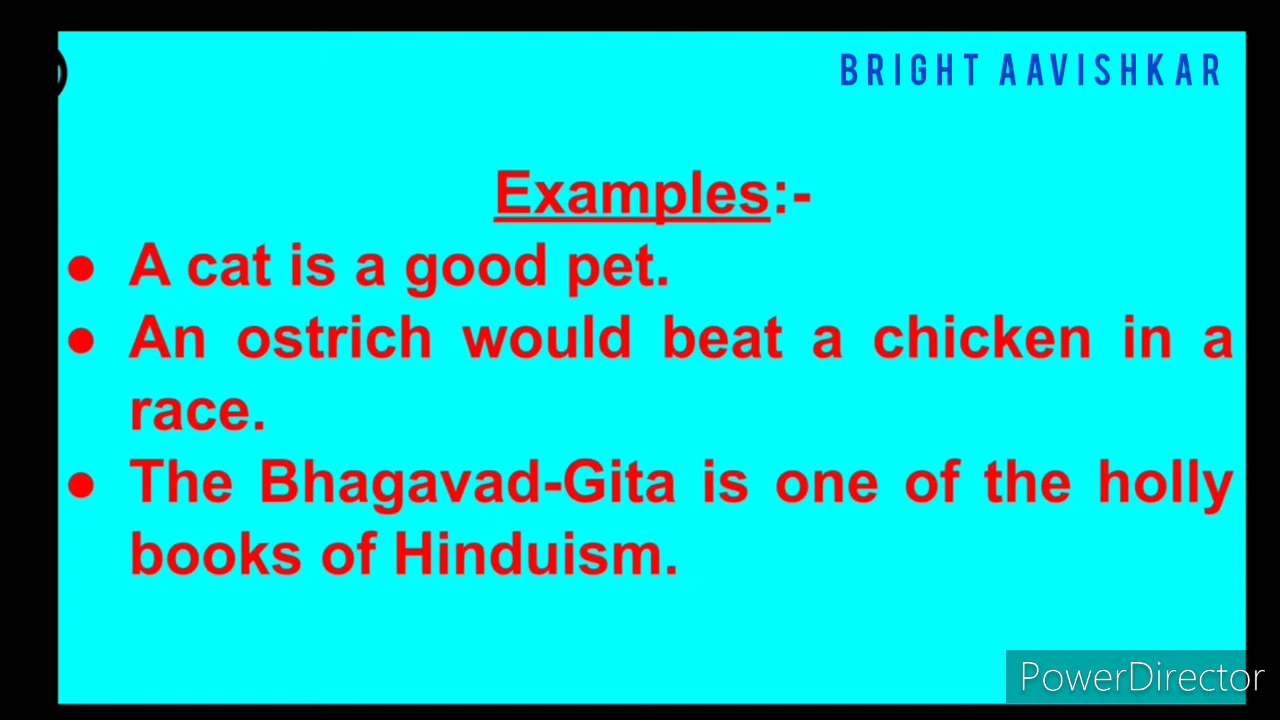 BRIGHT AAVISHKAR
Examples:-
● A cat is a good pet.
● An ostrich would beat a chicken in a
race.
● The Bhagavad-Gita is one of the holly
books of Hinduism.
PowerDirector